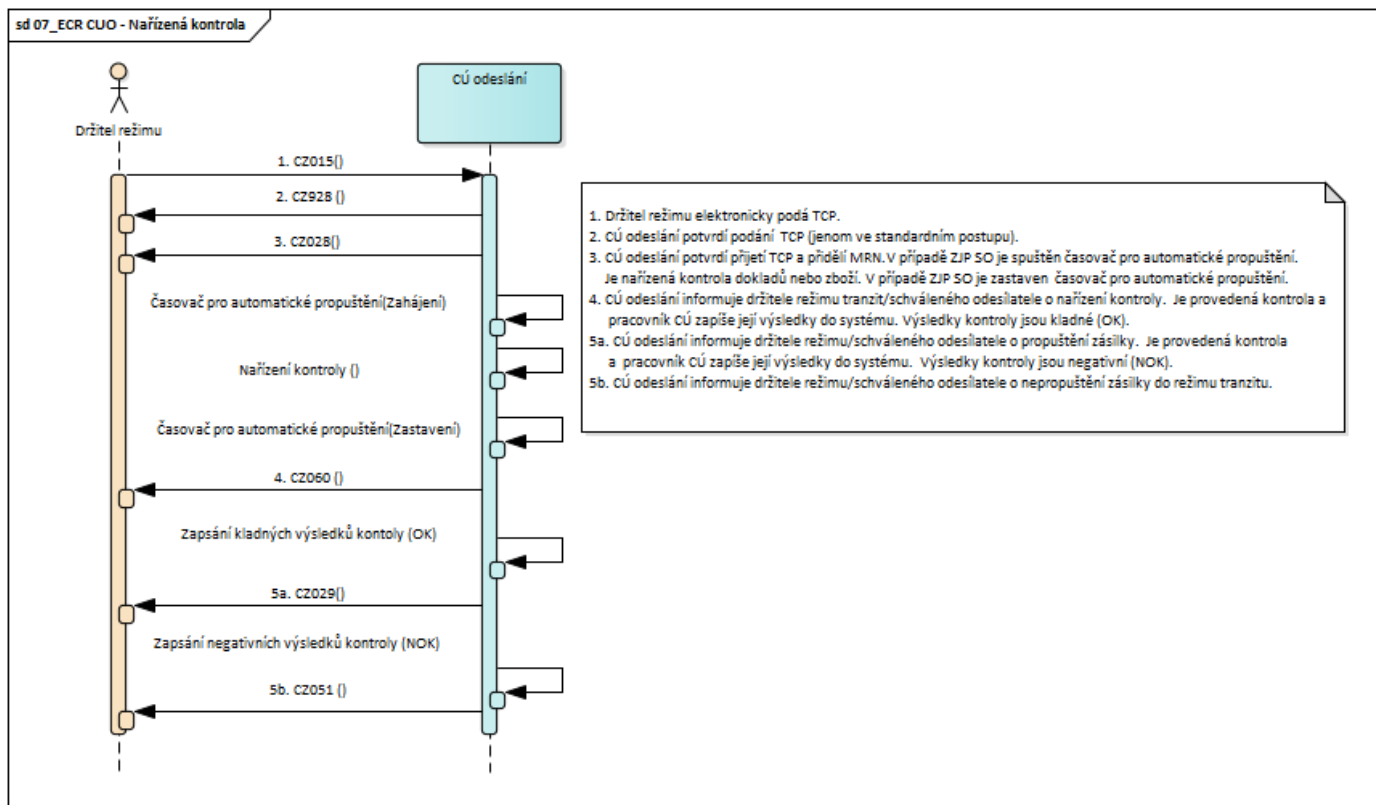 sd 07_ECR CUO - Nařízená kontrola
Držitel režimu
CÚ odeslání
1. CZ015()
2. CZ928 ()
3. CZ028()
Časovač pro automatické propuštění(Zahájení)
Nařízení kontroly ()
Časovač pro automatické propuštění(Zastavení)
4. CZ060 ()
Zapsání kladných výsledků kontoly (OK)
5a. CZ029()
Zapsání negativních výsledků kontroly (NOK)
5b. CZ051 ()
1. Držitel režimu elektronicky podá TCP.
2. CÚ odeslání potvrdí podání TCP (jenom ve standardním postupu).
3. CÚ odeslání potvrdí přijetí TCP a přidělí MRN. V případě ZJP SO je spuštěn časovač pro automatické propuštění.
Je nařízená kontrola dokladů nebo zboží. V případě ZJP SO je zastaven časovač pro automatické propuštění.
4. CÚ odeslání informuje držitele režimu tranzit/schváleného odesílatele o nařízení kontroly. Je provedená kontrola a
pracovník CÚ zapíše její výsledky do systému. Výsledky kontroly jsou kladné (OK).
5a. CÚ odeslání informuje držitele režimu/schváleného odesílatele o propuštění zásilky. Je provedená kontrola
a pracovník CÚ zapíše její výsledky do systému. Výsledky kontroly jsou negativní (NOK).
5b. CÚ odeslání informuje držitele režimu/schváleného odesílatele o nepropuštění zásilky do režimu tranzitu.